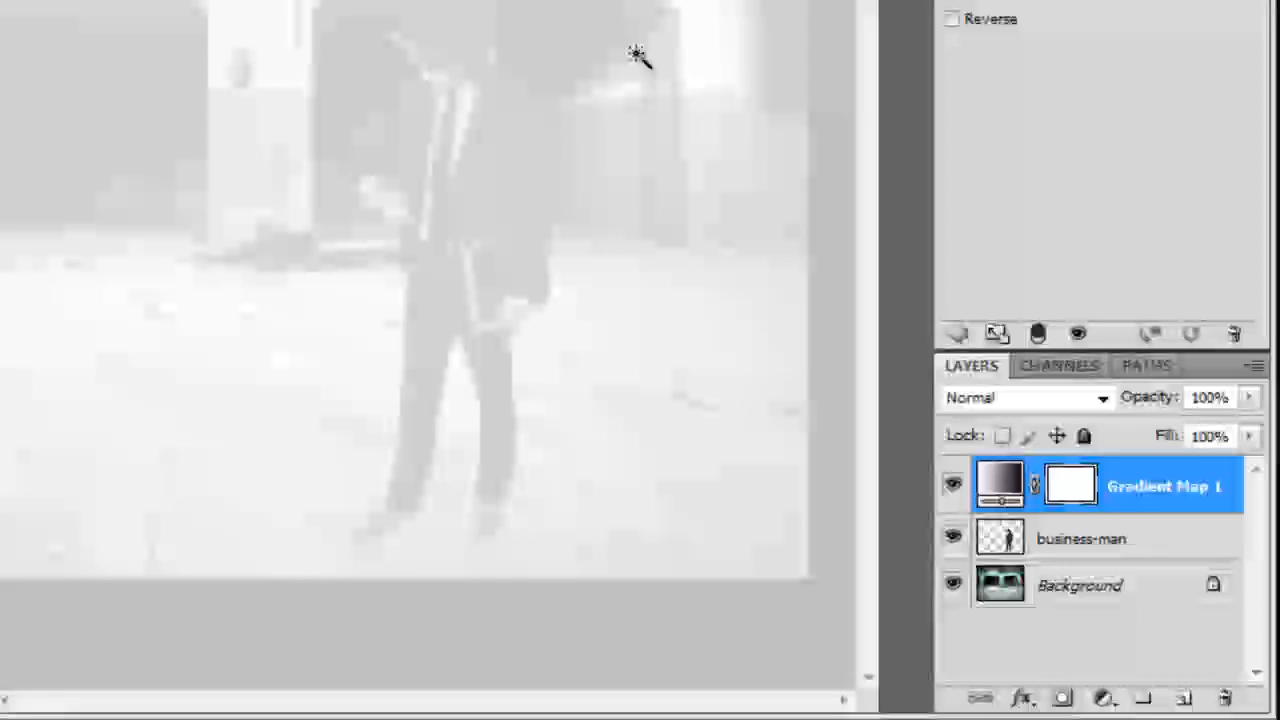 Reverse
LAYERS CHANNELS PATHS
Normal Opacity: 100%
Lock: Fill: 100%
Gradient Map 1
business-man
Background